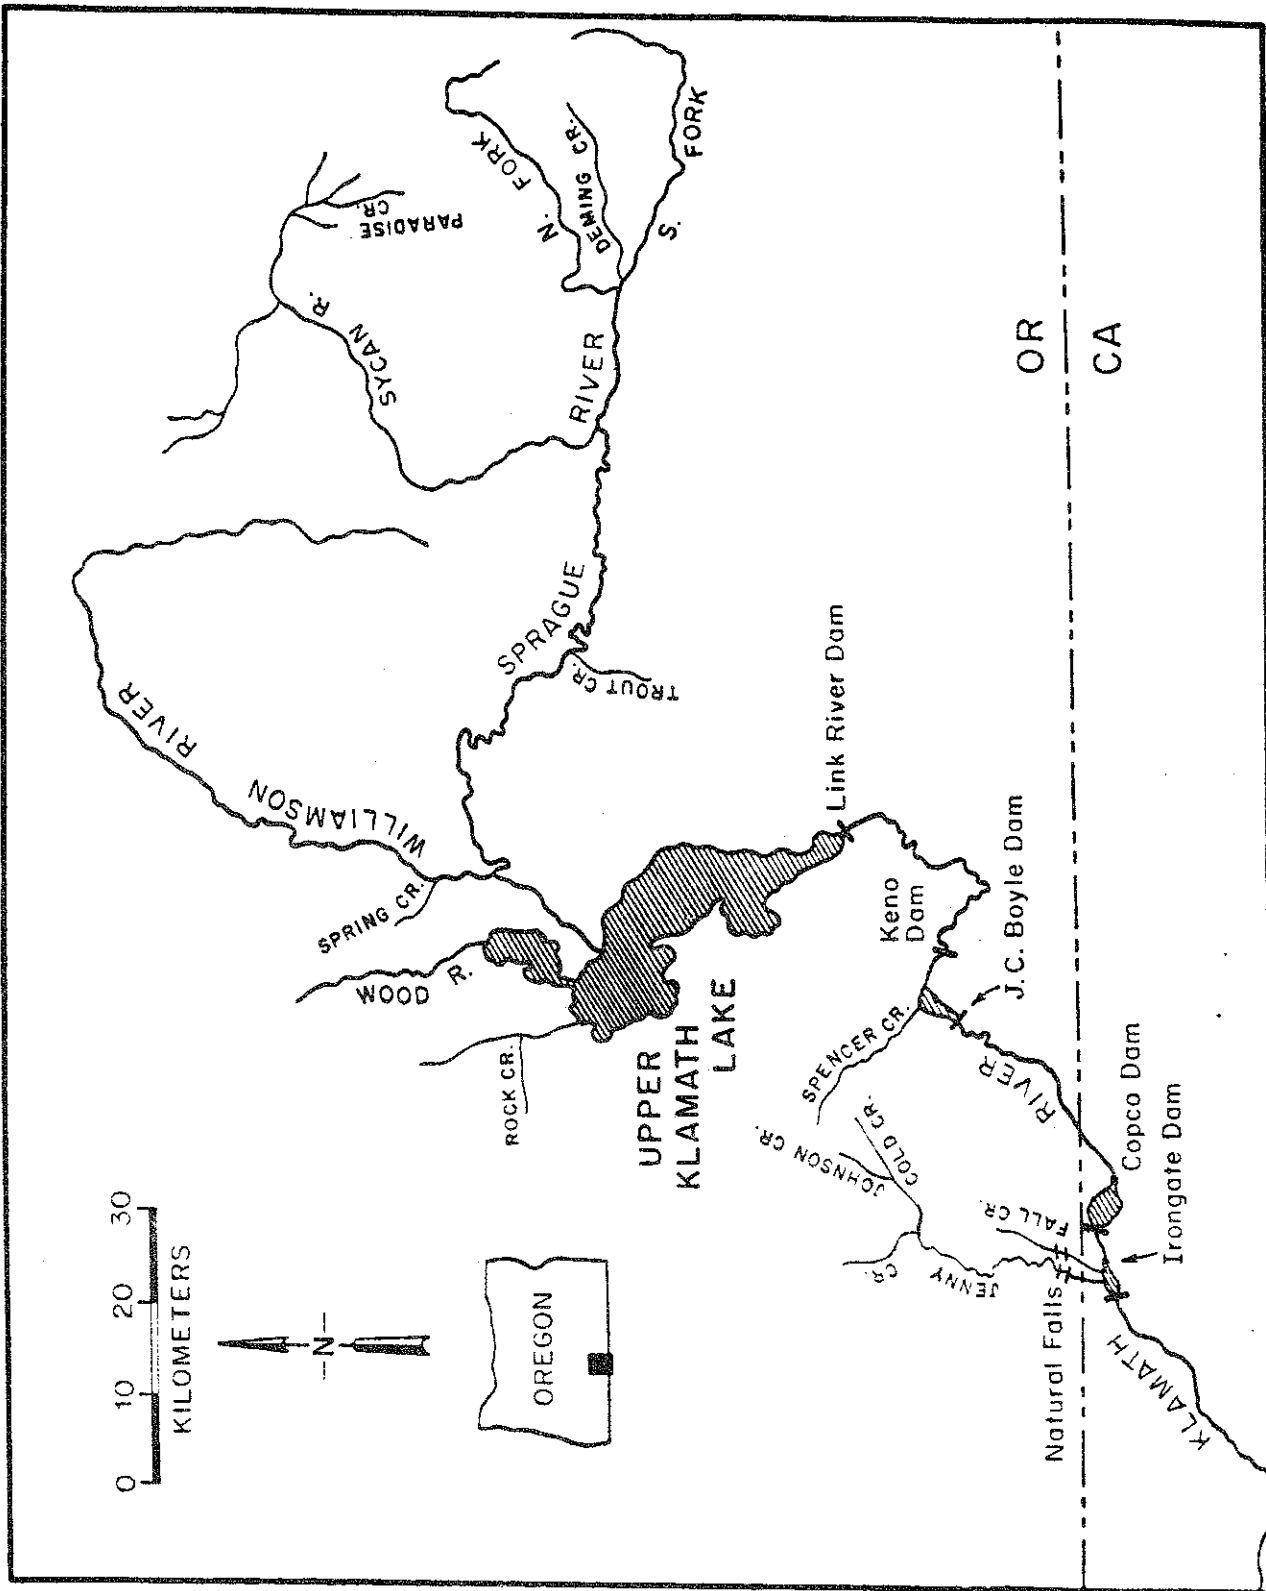 0 10 20 30
KILOMETERS
-N-
OREGON
WILLIAMSON RIVER
SPRING CR.
WOOD R.
ROCK CR.
UPPER
KLAMATH
LAKE
SYCAN R.
PARADISE
CR.
N. FORK
DEMING CR.
S. FORK
SPRAGUE RIVER
TROUT CR.
Link River Dam
Keno
Dam
J.C. Boyle Dam
SPENCER CR.
COLD CR.
JOHNSON CR.
JENNY CR.
FALL CR.
Natural Falls
KLAMATH RIVER
Copco Dam
Irongate Dam
OR
CA